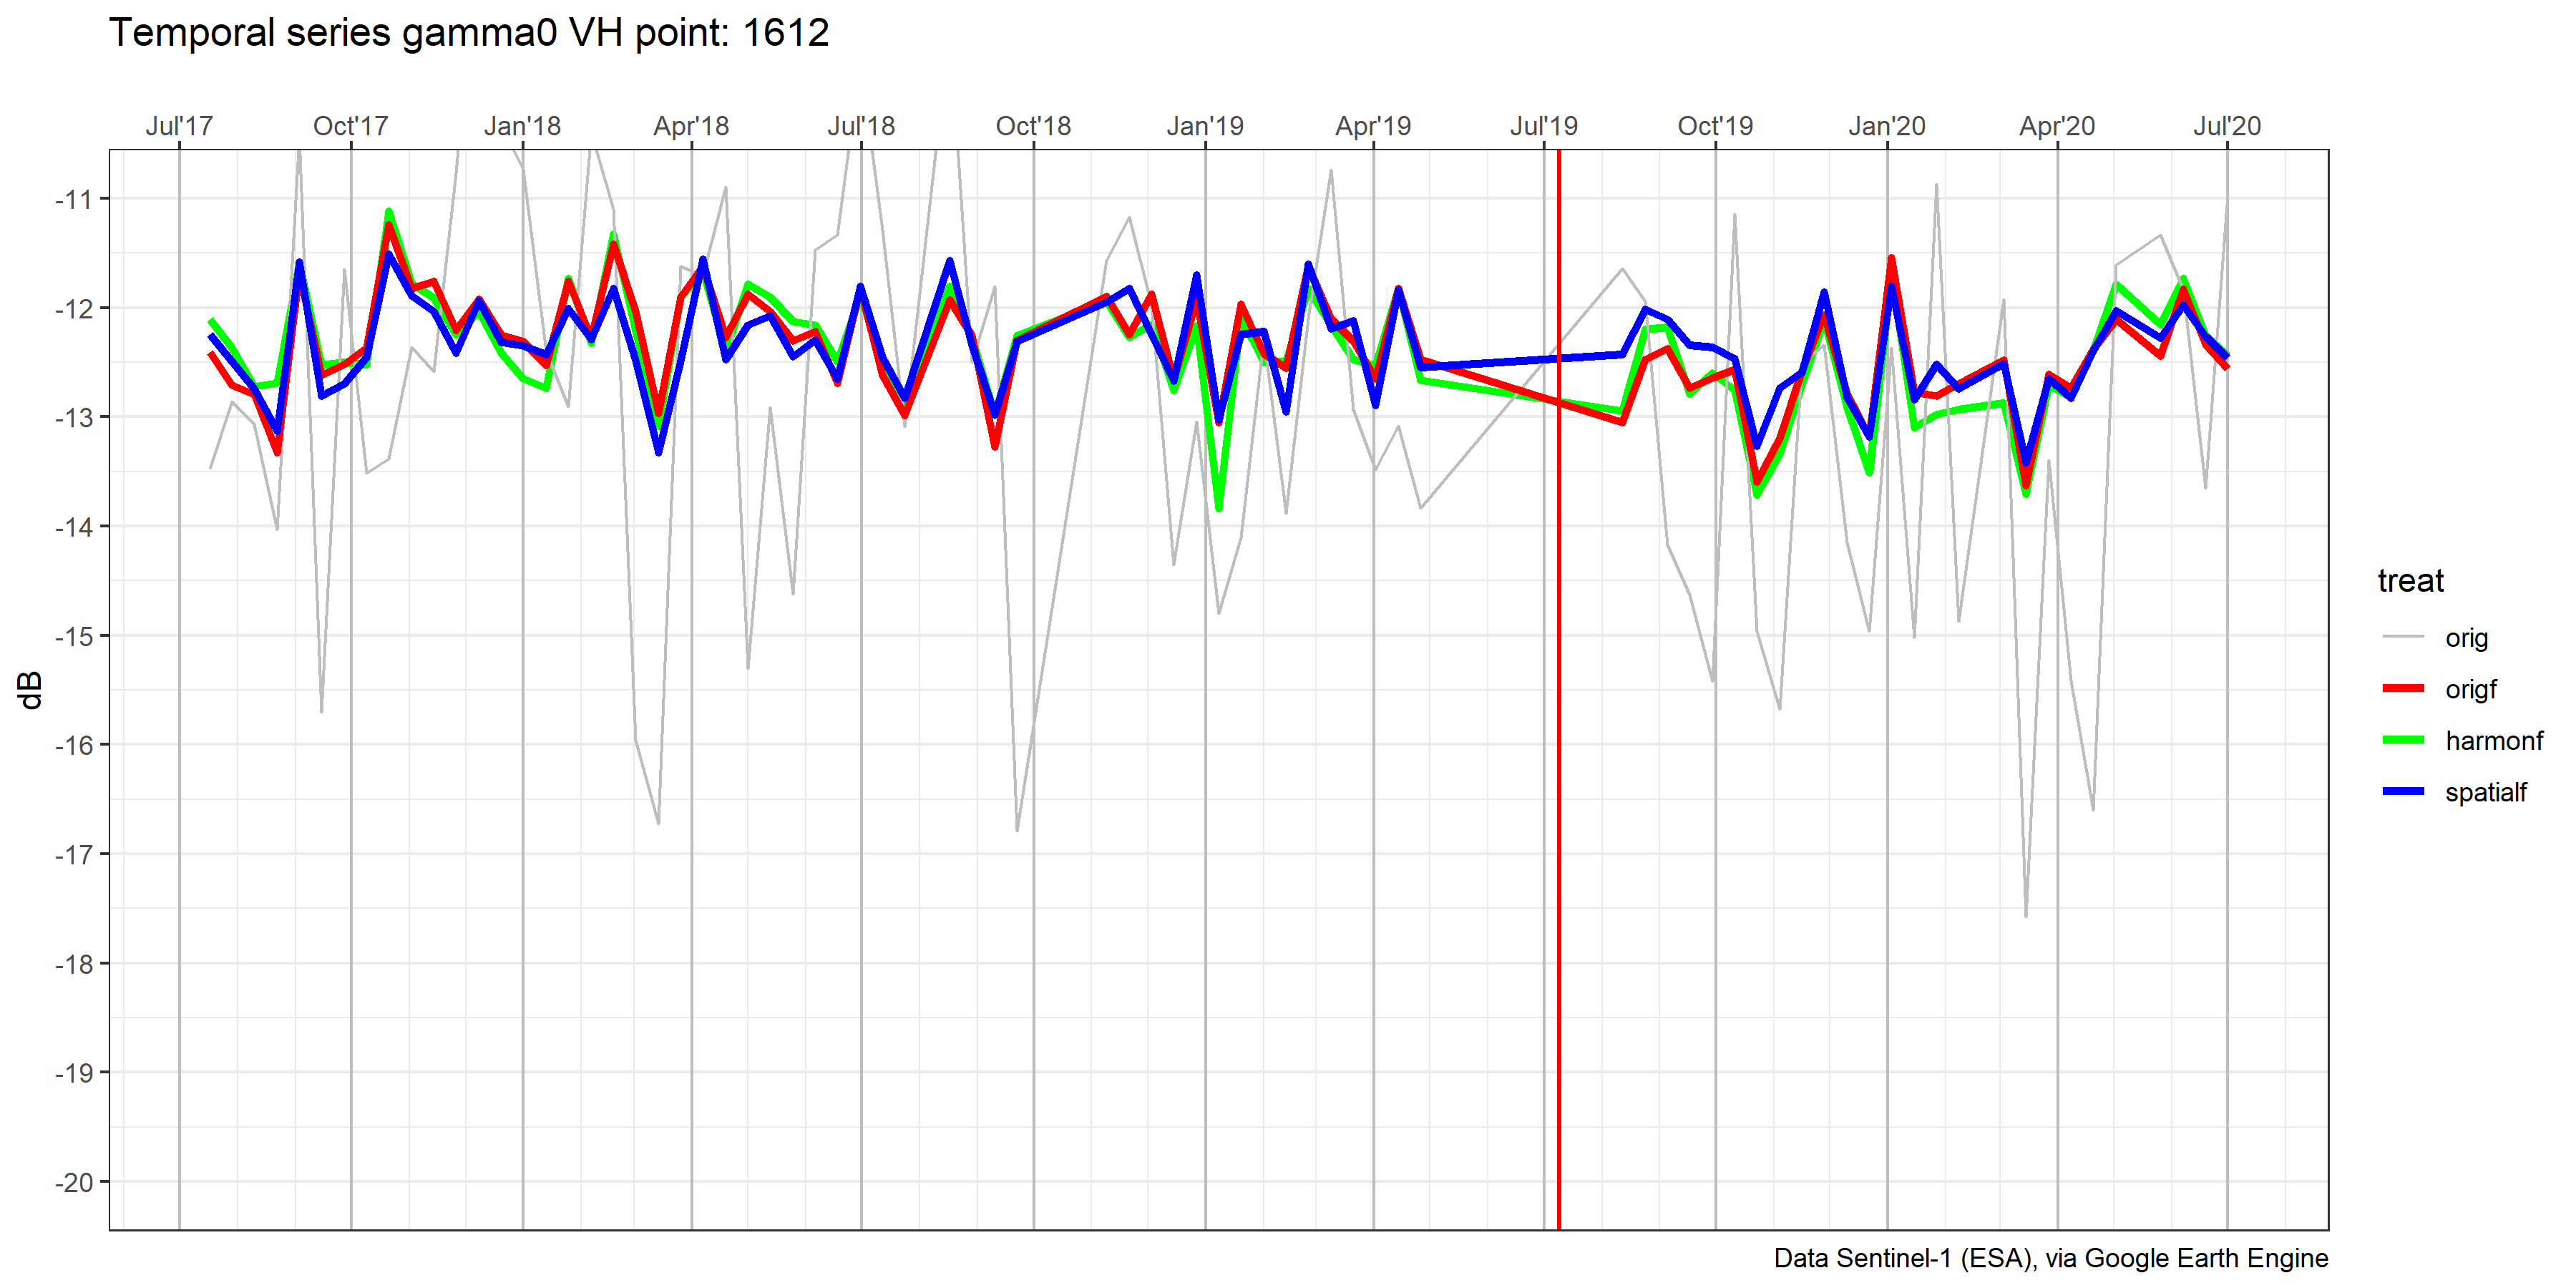 Temporal series gamma0 VH point: 1612
Jul'17 Oct'17 Jan'18 Apr'18 Jul'18 Oct'18 Jan'19 Apr'19 Jul'19 Oct'19 Jan'20 Apr'20 Jul'20
-11
-12
-13
-14
-15
-16
-17
-18
-19
-20
dB
treat
orig
origf
harmonf
spatialf
Data Sentinel-1 (ESA), via Google Earth Engine